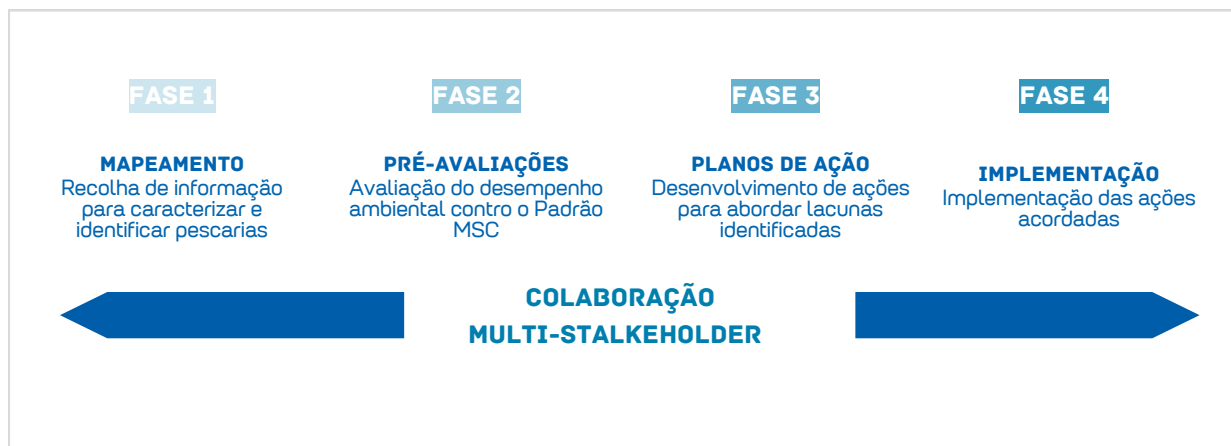 FASE 1
FASE 2
FASE 3
FASE 4
MAPEAMENTO
Recolha de informação
para caracterizar e
identificar pescarias
PRÉ-AVALIAÇÕES
Avaliação do desempenho
ambiental contro o Padrão
MSC
PLANOS DE AÇÃO
Desenvolvimento de ações
para abordar lacunas
identificadas
IMPLEMENTAÇÃO
Implementação das ações
acordadas
COLABORAÇÃO
MULTI-STALKEHOLDER